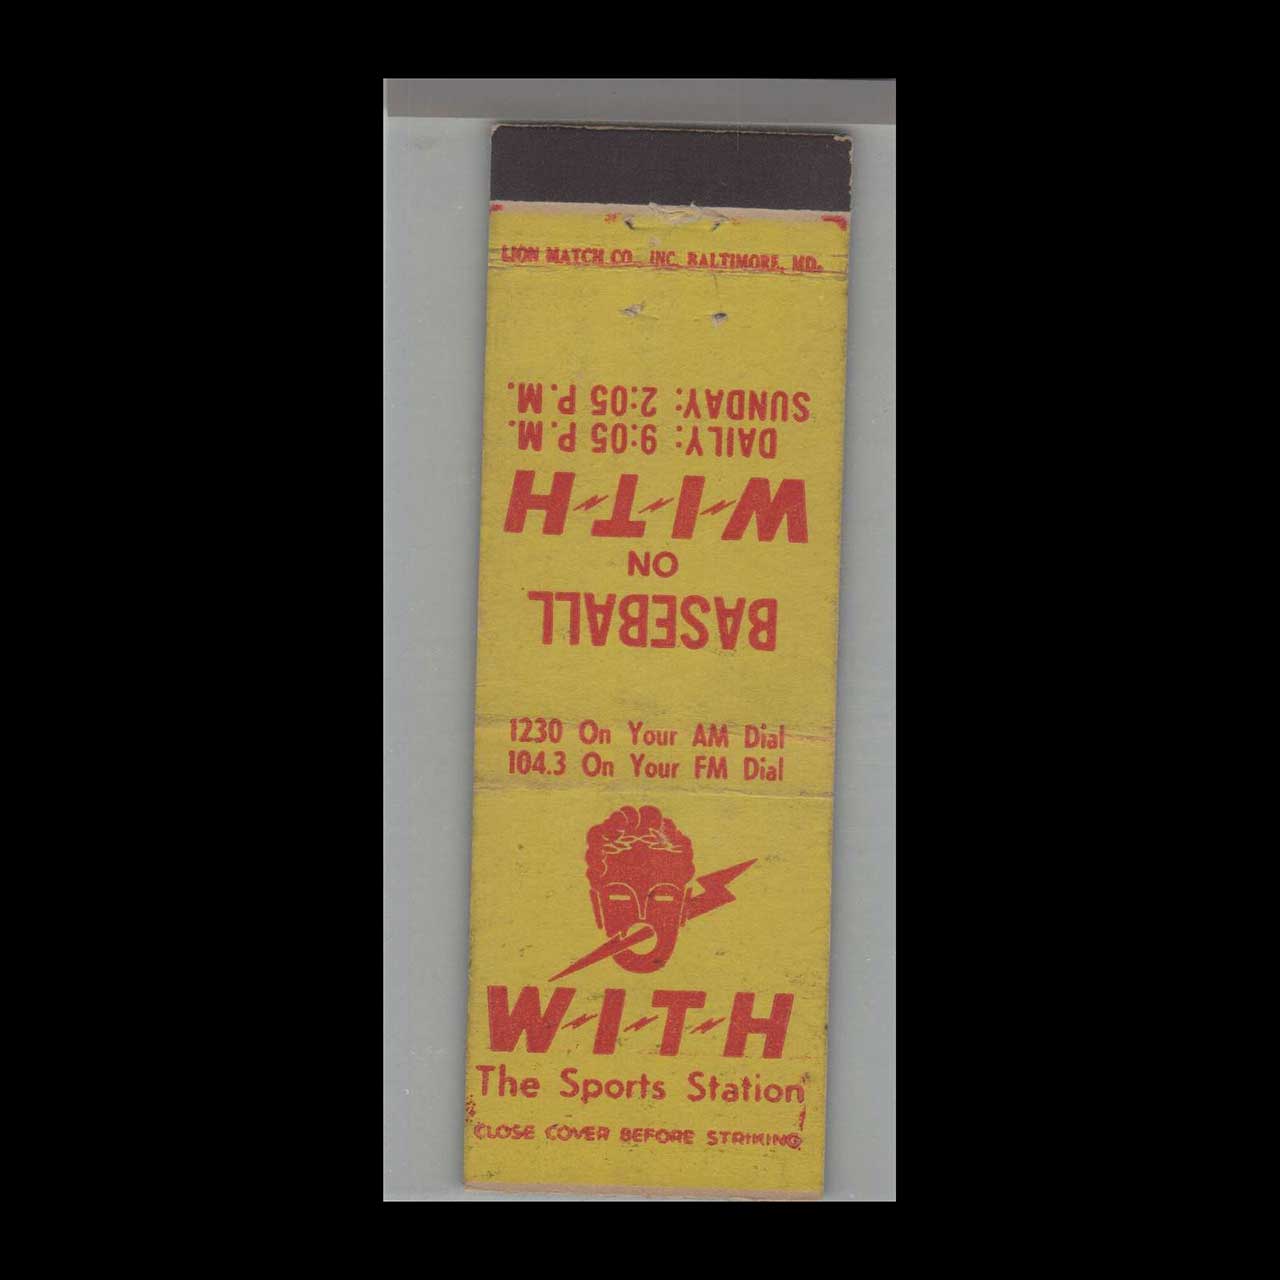 LION MATCH CO. INC. BALTIMORE, MD.
BASEBALL
ON
W-I-T-H
DAILY: 9:05 P.M.
SUNDAY: 2:05 P.M.
1230 On Your AM Dial
104.3 On Your FM Dial
W-I-T-H
The Sports Station
CLOSE COVER BEFORE STRIKING